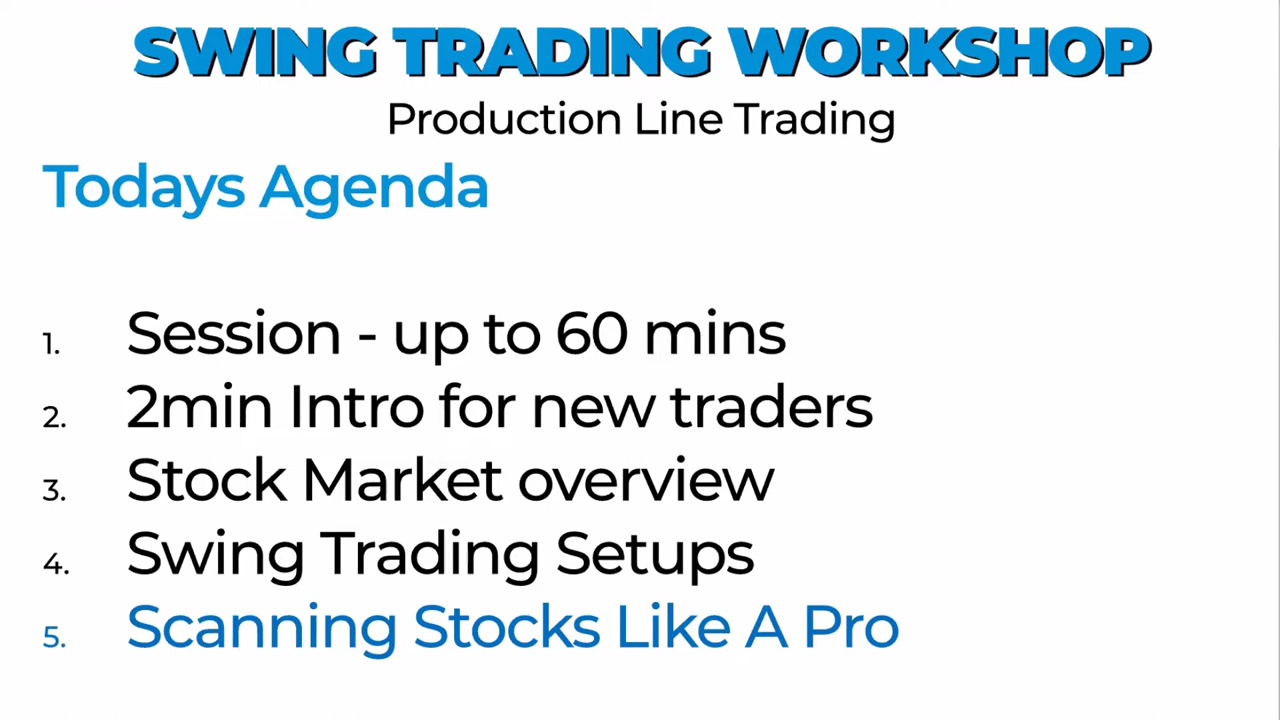 SWING TRADING WORKSHOP
Production Line Trading
Todays Agenda
1. Session - up to 60 mins
2. 2min Intro for new traders
3. Stock Market overview
4. Swing Trading Setups
5. Scanning Stocks Like A Pro